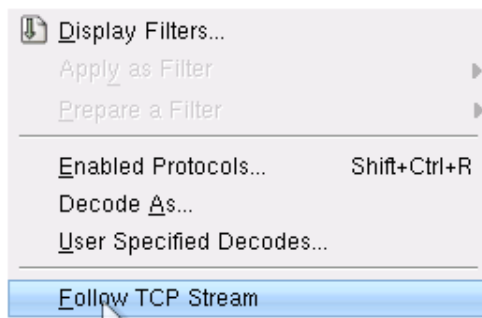 Display Filters...
Apply as Filter
Prepare a Filter
Enabled Protocols... Shift+Ctrl+R
Decode As...
User Specified Decodes...
Follow TCP Stream